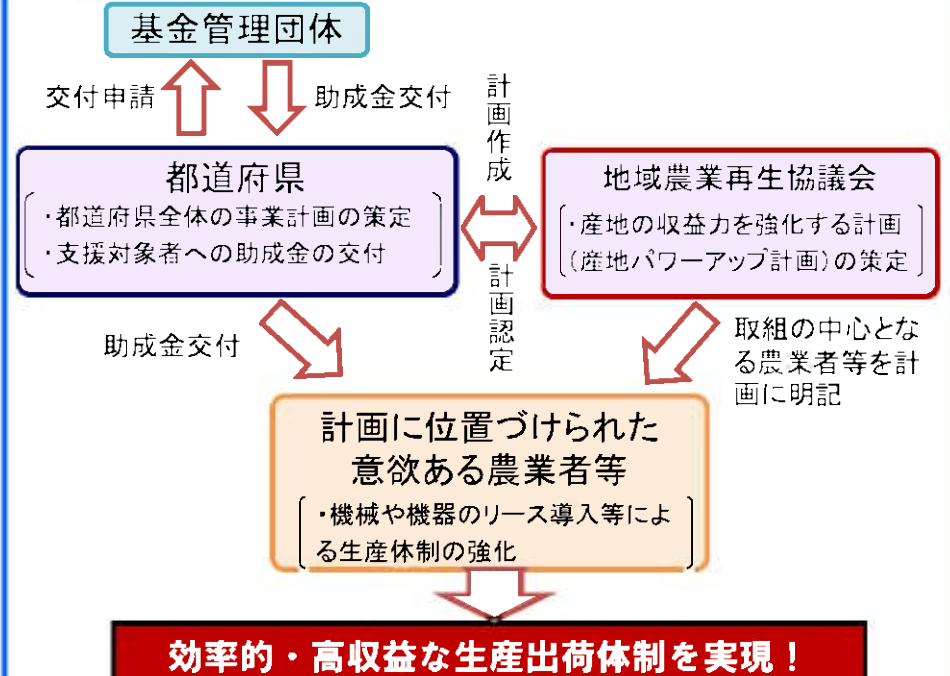 基金管理団体
交付申請
助成金交付
計画作成
都道府県
・都道府県全体の事業計画の策定
・支援対象者への助成金の交付
地域農業再生協議会
・産地の収益力を強化する計画
(産地パワーアップ計画)の策定
計画認定
助成金交付
取組の中心とな
る農業者等を計
画に明記
計画に位置づけられた
意欲ある農業者等
・機械や機器のリース導入等によ
る生産体制の強化
効率的・高収益な生産出荷体制を実現！